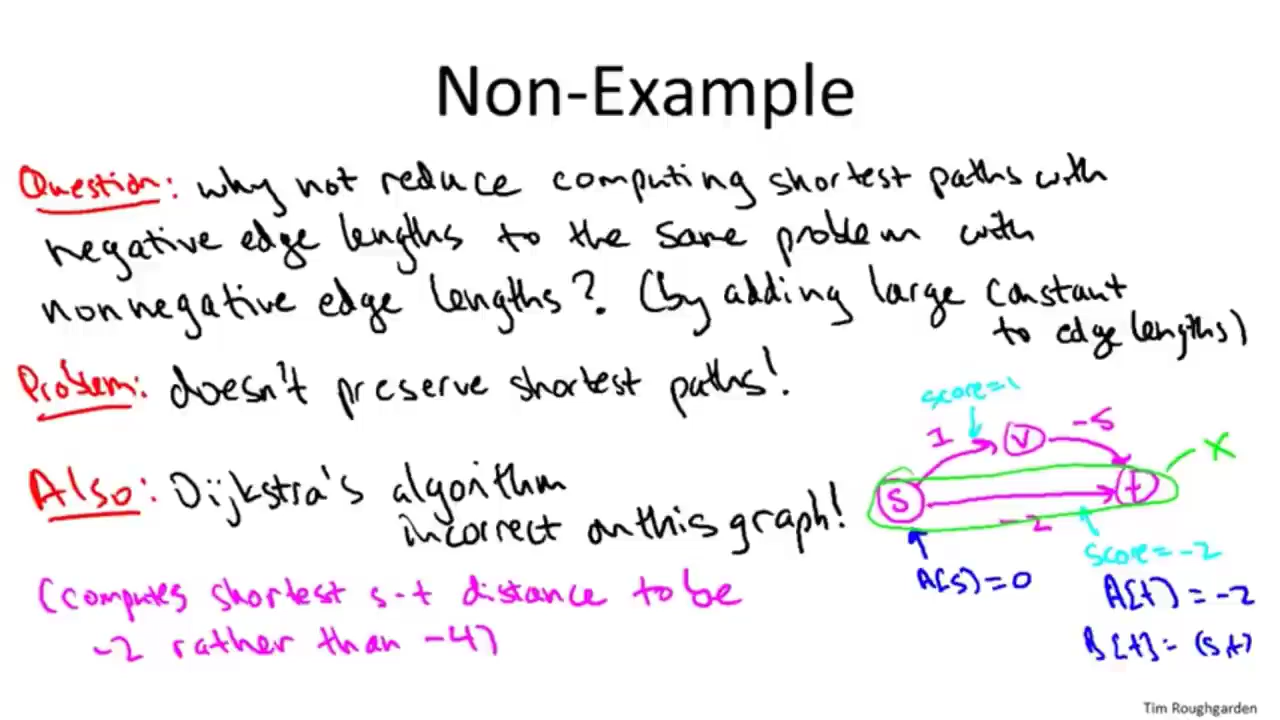 Non-Example
Question: why not reduce computing shortest paths with
negative edge lengths to the same problem with
nonnegative edge lengths? (by adding large constant
to edge lengths)
Problem: doesn't preserve shortest paths!
score=1
1
v
-5
X
Also: Dijkstra's algorithm
incorrect on this graph!
s
t
-2
score=-2
A[s]=0
A[t]=-2
B[t]=(s,t)
(computes shortest s-t distance to be
-2 rather than -4)
Tim Roughgarden